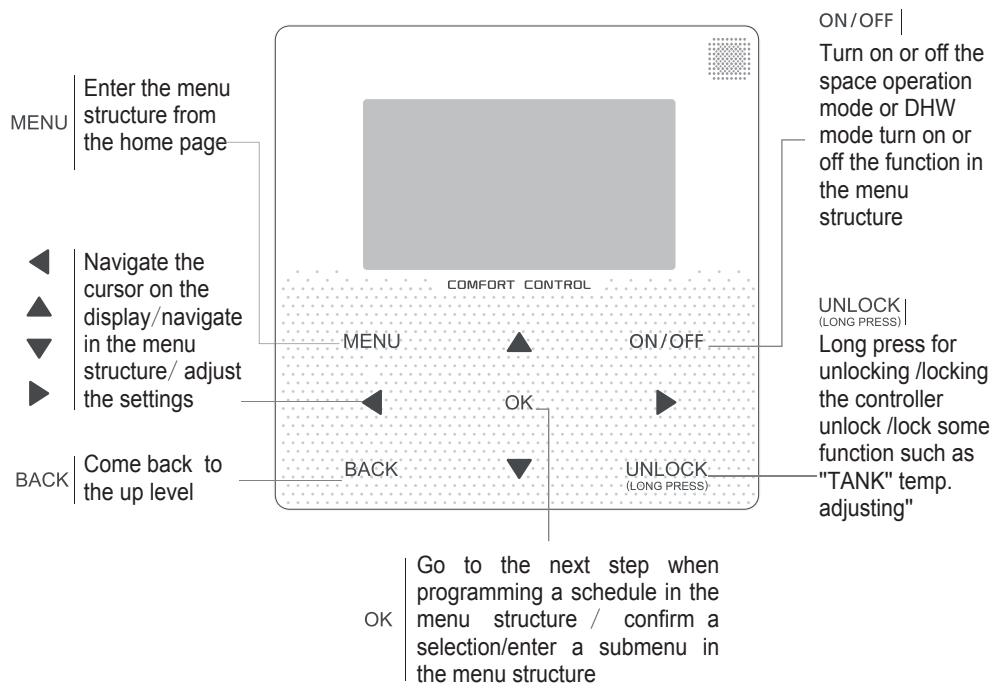 MENU
Enter the menu
structure from
the home page
Navigate the
cursor on the
display/navigate
in the menu
structure/ adjust
the settings
BACK
Come back to
the up level
COMFORT CONTROL
MENU
ON/OFF
OK
BACK
UNLOCK
(LONG PRESS)
ON/OFF
Turn on or off the
space operation
mode or DHW
mode turn on or
off the function in
the menu
structure
UNLOCK
(LONG PRESS)
Long press for
unlocking /locking
the controller
unlock /lock some
function such as
"TANK" temp.
adjusting"
OK
Go to the next step when
programming a schedule in the
menu structure / confirm a
selection/enter a submenu in
the menu structure